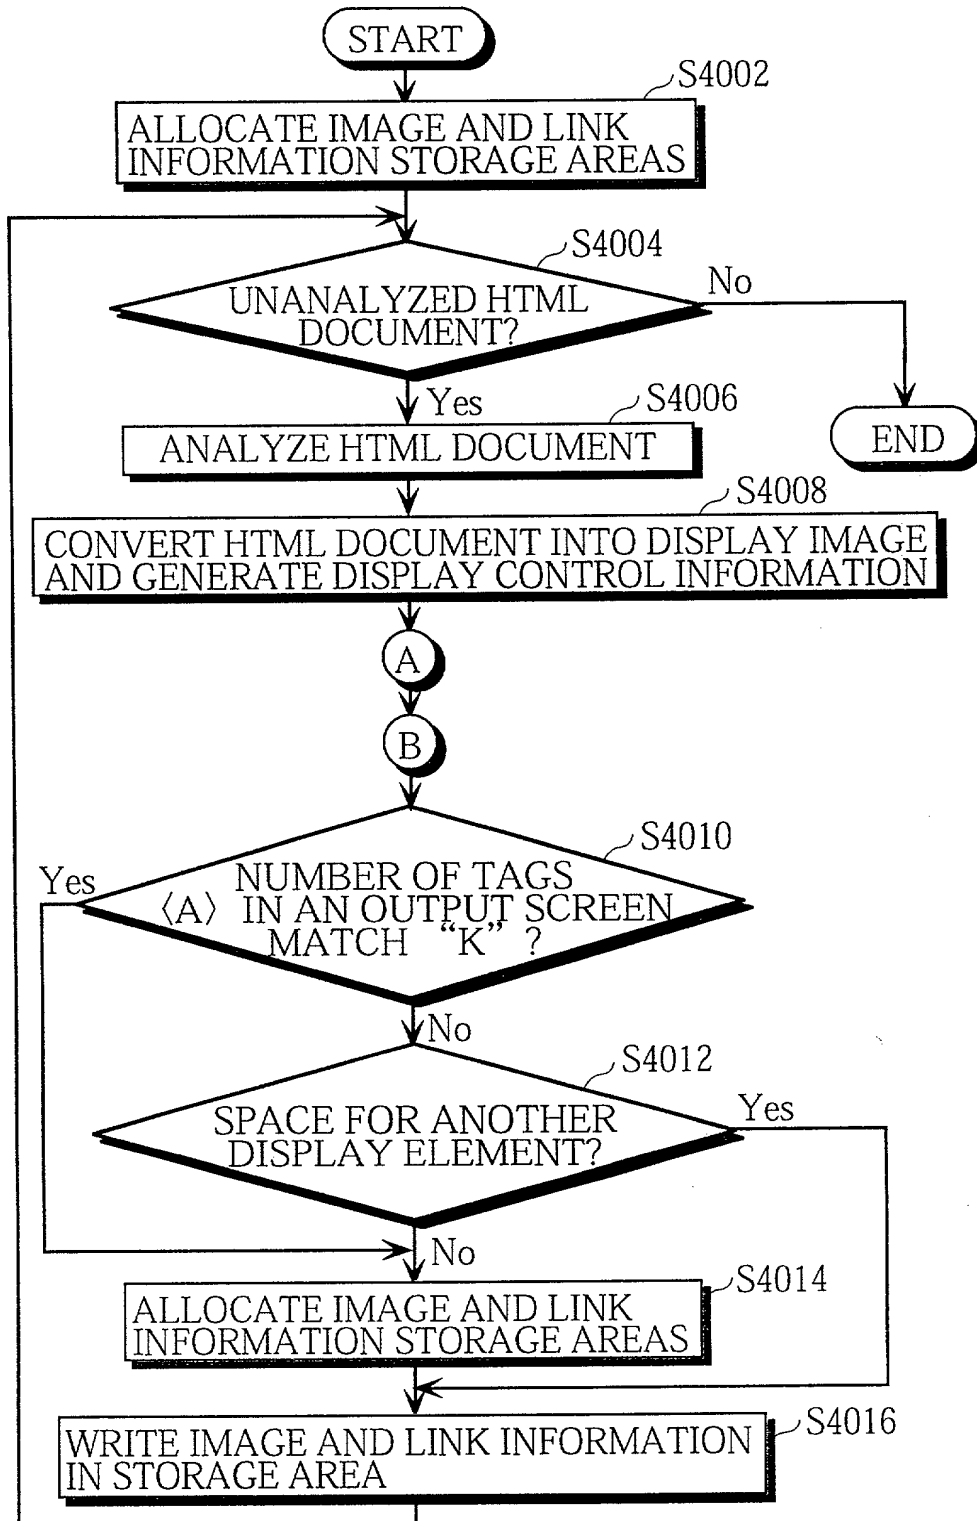 START
S4002
ALLOCATE IMAGE AND LINK
INFORMATION STORAGE AREAS
S4004
No
UNANALYZED HTML
DOCUMENT?
Yes
S4006
ANALYZE HTML DOCUMENT
END
S4008
CONVERT HTML DOCUMENT INTO DISPLAY IMAGE
AND GENERATE DISPLAY CONTROL INFORMATION
A
B
S4010
Yes
NUMBER OF TAGS
〈A〉 IN AN OUTPUT SCREEN
MATCH “K” ?
No
S4012
Yes
SPACE FOR ANOTHER
DISPLAY ELEMENT?
No
S4014
ALLOCATE IMAGE AND LINK
INFORMATION STORAGE AREAS
S4016
WRITE IMAGE AND LINK INFORMATION
IN STORAGE AREA